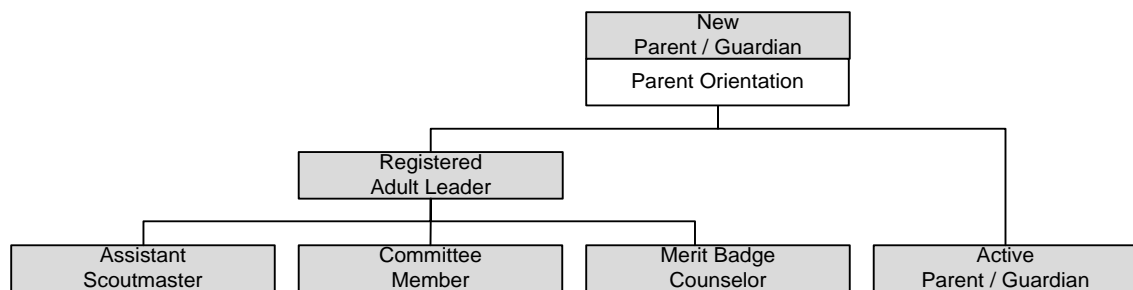 New
Parent / Guardian
Parent Orientation
Registered
Adult Leader
Assistant
Scoutmaster
Committee
Member
Merit Badge
Counselor
Active
Parent / Guardian